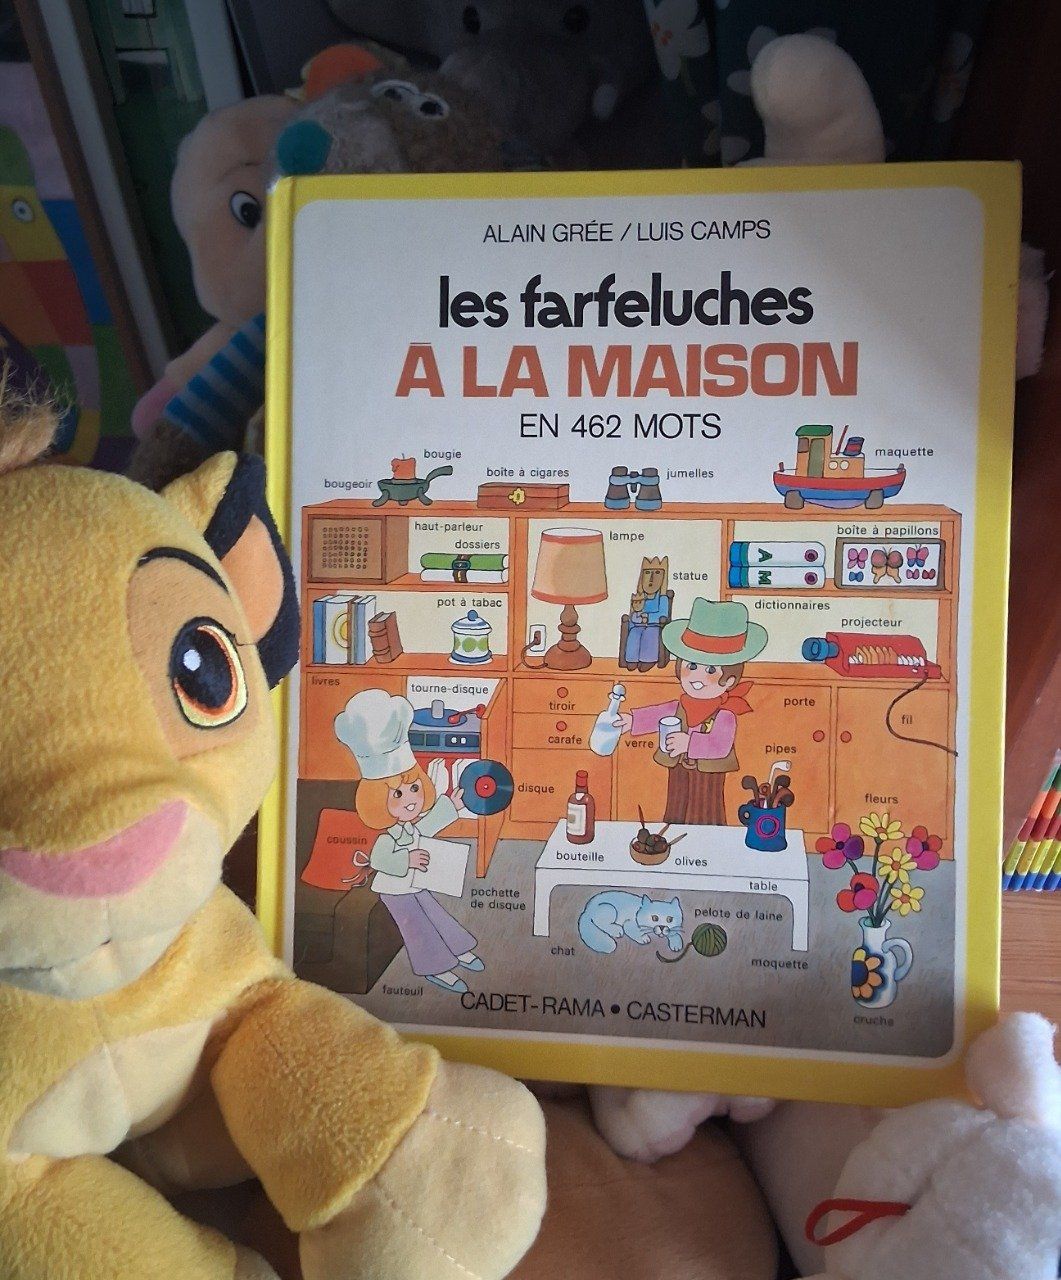 ALAIN GRÉE / LUIS CAMPS
les farfeluches
À LA MAISON
EN 462 MOTS
bougie
maquette
boîte à cigares
jumelles
bougeoir
haut-parleur
boîte à papillons
lampe
dossiers
A
M
statue
pot à tabac
dictionnaires
projecteur
livres
tourne-disque
tiroir
porte
fil
carafe
verre
pipes
disque
fleurs
coussin
bouteille
olives
table
pochette
de disque
pelote de laine
chat
moquette
fauteuil
cruche
CADET-RAMA • CASTERMAN